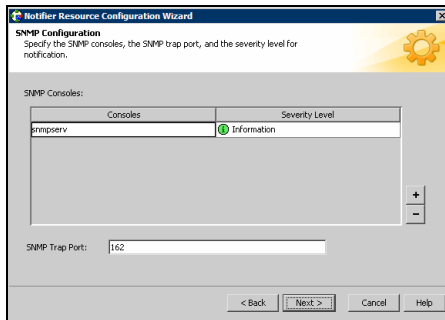 Notifier Resource Configuration Wizard
SNMP Configuration
Specify the SNMP consoles, the SNMP trap port, and the severity level for
notification.
SNMP Consoles:
Consoles
Severity Level
snmpserv
Information
+
-
SNMP Trap Port:
162
< Back
Next >
Cancel
Help